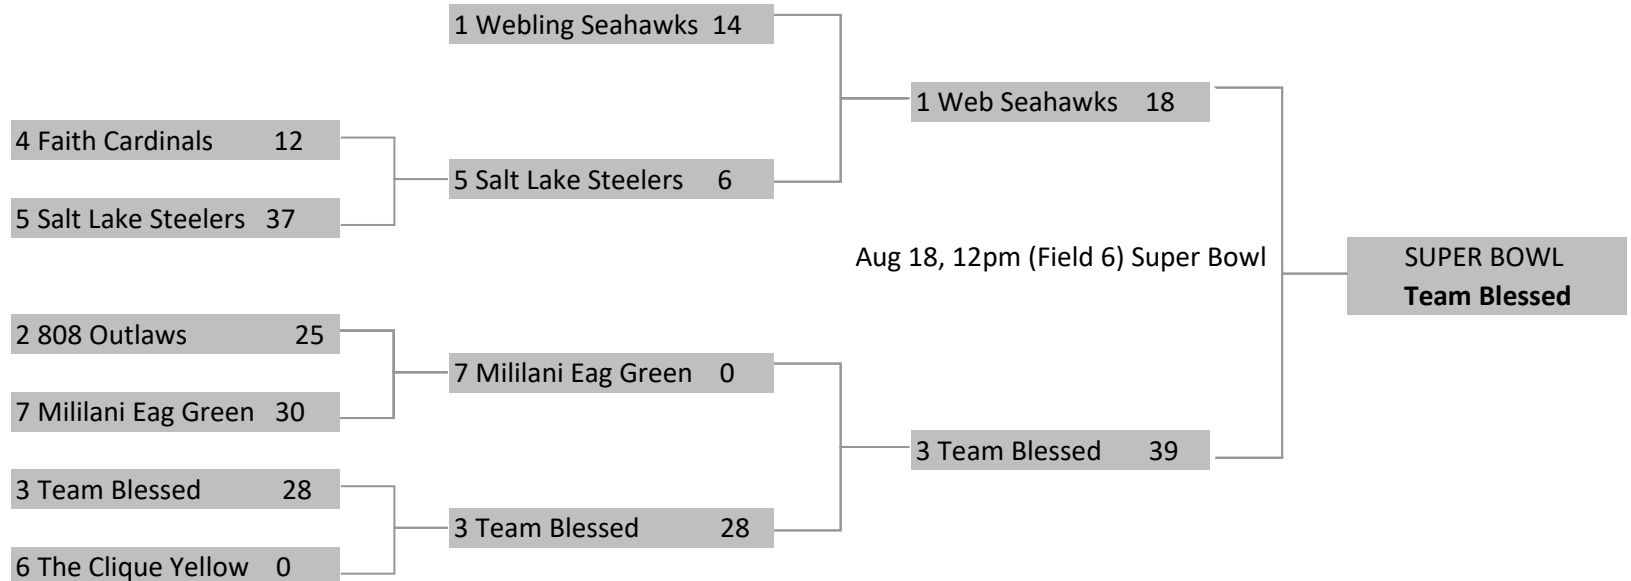 1 Webling Seahawks 14
1 Web Seahawks 18
4 Faith Cardinals 12
5 Salt Lake Steelers 6
5 Salt Lake Steelers 37
Aug 18, 12pm (Field 6) Super Bowl
SUPER BOWL
Team Blessed
2 808 Outlaws 25
7 Mililani Eag Green 0
7 Mililani Eag Green 30
3 Team Blessed 39
3 Team Blessed 28
3 Team Blessed 28
6 The Clique Yellow 0